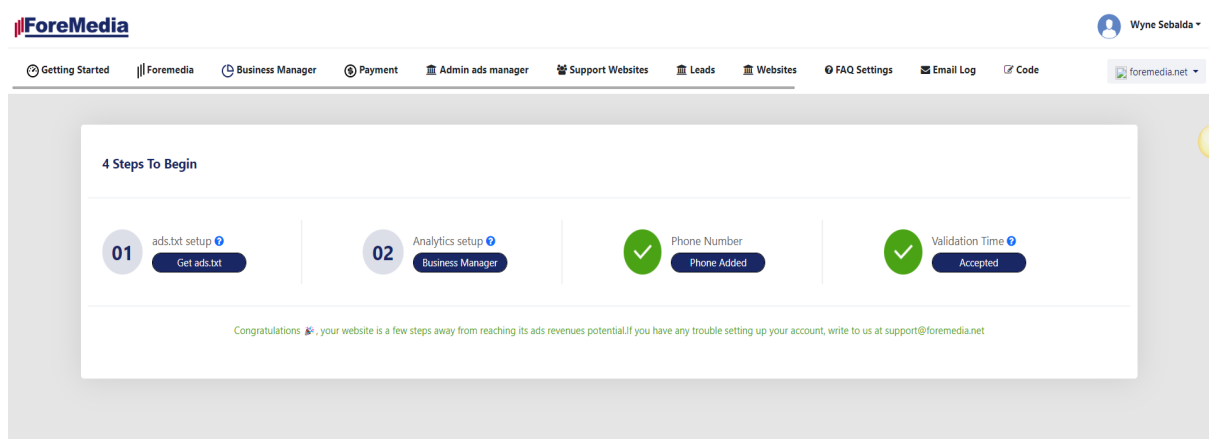 ForeMedia
Wyne Sebalda
Getting Started Foremedia Business Manager Payment Admin ads manager Support Websites Leads Websites FAQ Settings Email Log Code foremedia.net
4 Steps To Begin
01 ads.txt setup Get ads.txt
02 Analytics setup Business Manager
Phone Number Phone Added
Validation Time Accepted
Congratulations 🎉, your website is a few steps away from reaching its ads revenues potential.If you have any trouble setting up your account, write to us at support@foremedia.net